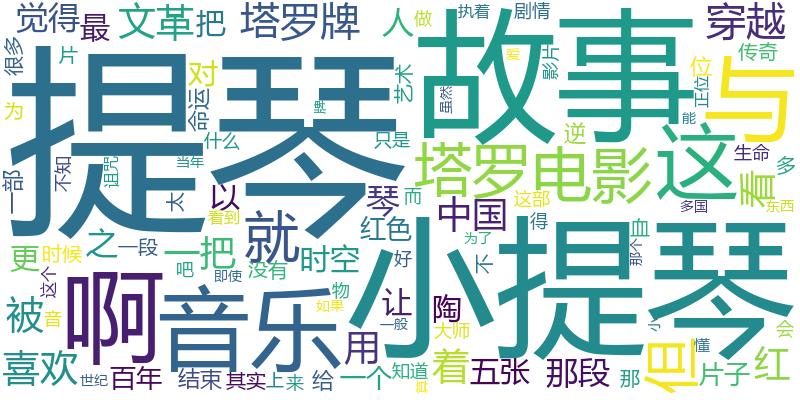 觉得
最
文革
把
塔罗牌
人
做
执着
剧情
穿越
很多
片
对
故事
爱
影片
传奇
为
提琴
命运
牌
艺术
虽然
位
正位
与
能
什么
只是
逆
这
一部
不知
诅咒
当年
太
以
琴
塔罗
电影
看
生命
多
看到
而
中国
这部
多国
东西
更
时候
之
一段
一把
就
红色
得
血
时空
小提琴
为了
那个
这个
吧
即使
没有
好
不
被
音
啊
音乐
如果
物
让
陶
一般
大师
小
但
懂
会
喜欢
世纪
百年
结束
其实
上来
给
用
一个
知道
着
五张
那段
那
片子
红